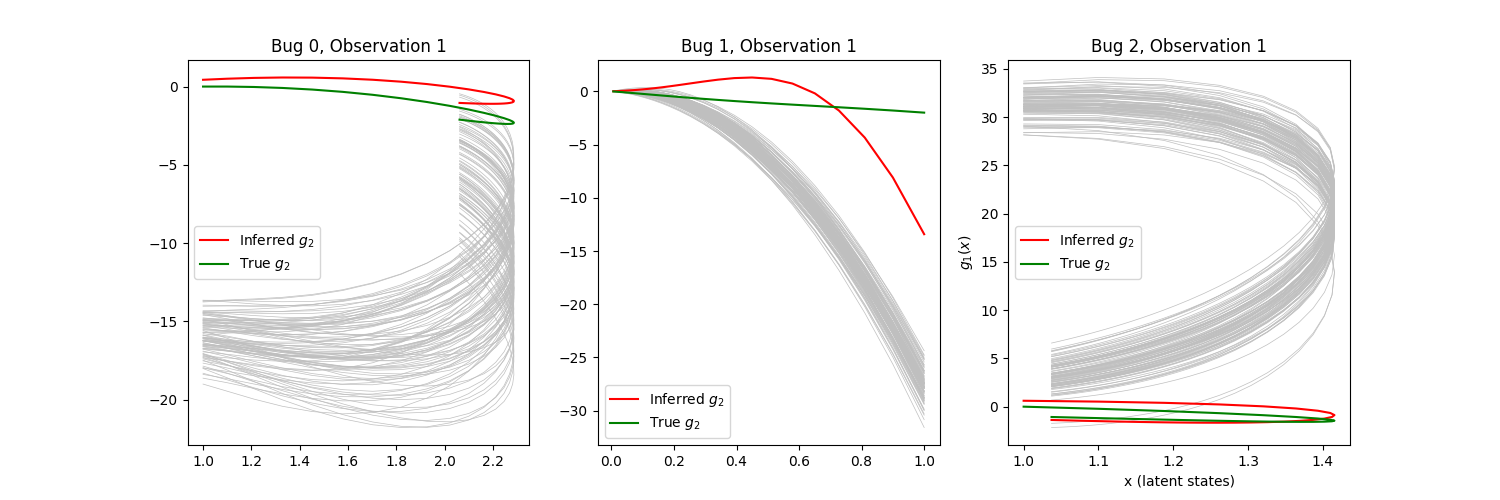 Bug 0, Observation 1
0
−5
−10
−15
−20
Inferred g₂
True g₂
1.0 1.2 1.4 1.6 1.8 2.0 2.2
Bug 1, Observation 1
0
−5
−10
−15
−20
−25
−30
Inferred g₂
True g₂
0.0 0.2 0.4 0.6 0.8 1.0
Bug 2, Observation 1
g₁(x)
35
30
25
20
15
10
5
0
Inferred g₂
True g₂
1.0 1.1 1.2 1.3 1.4
x (latent states)